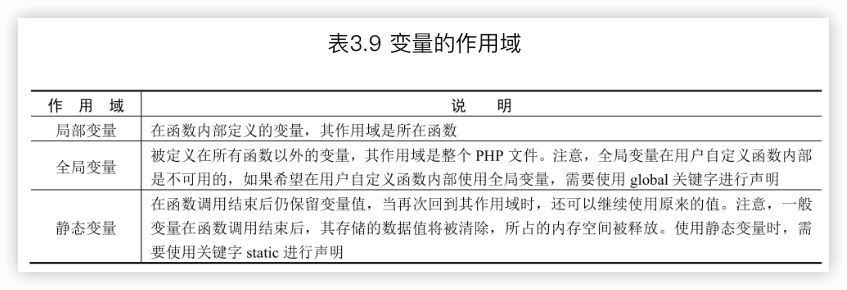 表3.9 变量的作用域
作 用 域 说 明
局部变量 在函数内部定义的变量，其作用域是所在函数
全局变量 被定义在所有函数以外的变量，其作用域是整个 PHP 文件。注意，全局变量在用户自定义函数内部
是不可用的，如果希望在用户自定义函数内部使用全局变量，需要使用 global 关键字进行声明
静态变量 在函数调用结束后仍保留变量值，当再次回到其作用域时，还可以继续使用原来的值。注意，一般
变量在函数调用结束后，其存储的数据值将被清除，所占的内存空间被释放。使用静态变量时，需
要使用关键字 static 进行声明